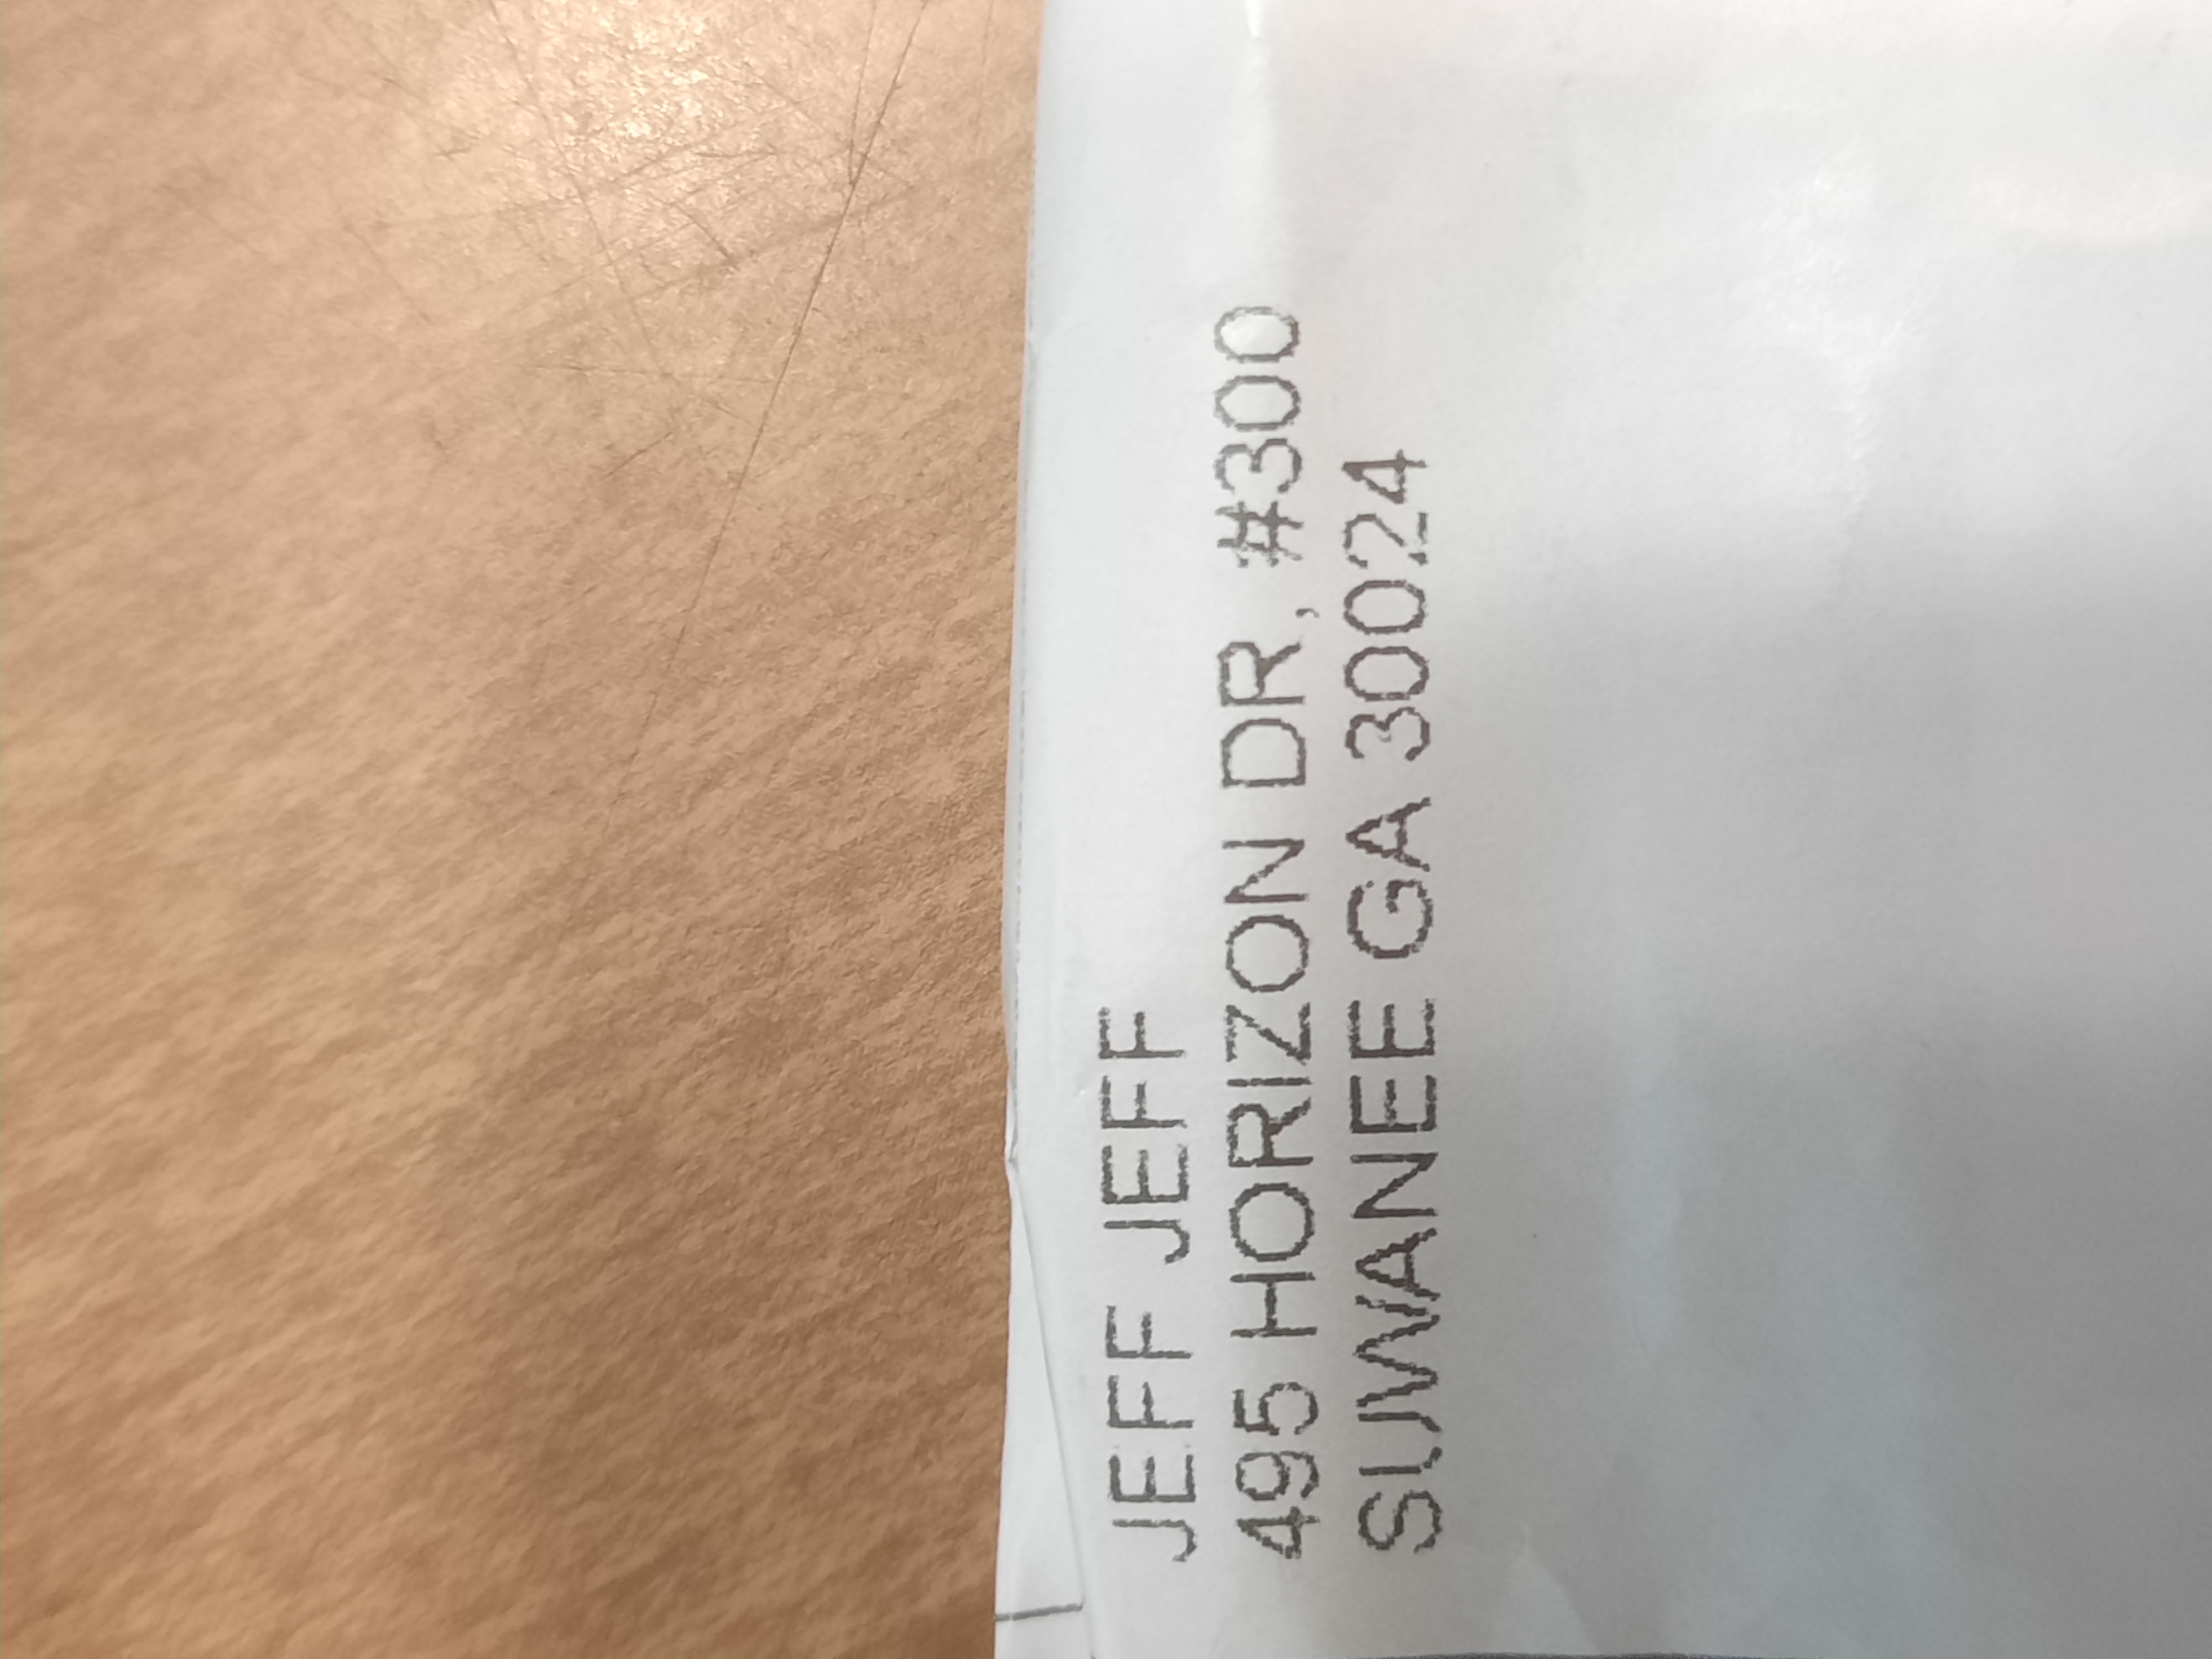 JEFF JEFF
495 HORIZON DR, #300
SUWANEE GA 30024